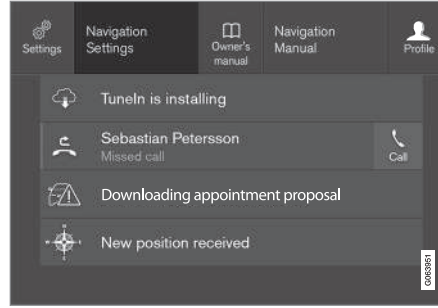 Settings
Navigation
Settings
Owner's
manual
Navigation
Manual
Profile
TuneIn is installing
Sebastian Petersson
Missed call
Call
Downloading appointment proposal
New position received
G063951